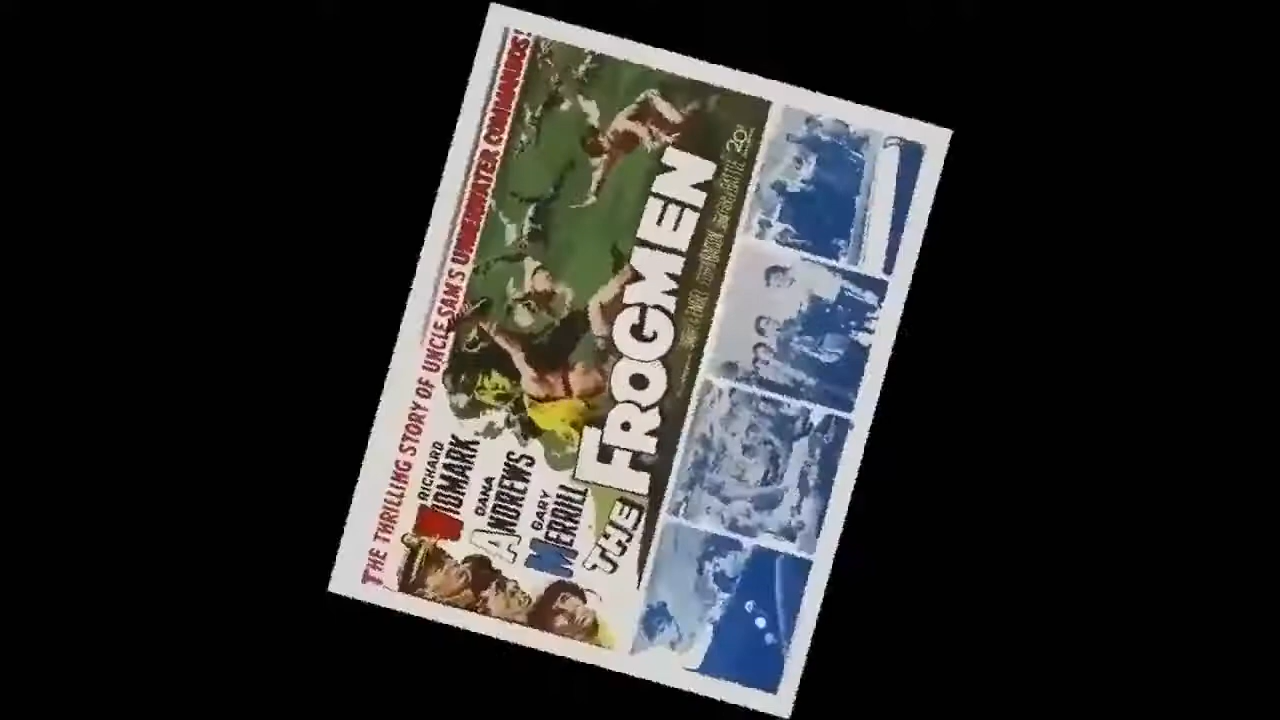 THE THRILLING STORY OF UNCLE SAM'S UNDERWATER COMMANDOS!
RICHARD
WIDMARK
DANA
ANDREWS
GARY
MERRILL
THE FROGMEN
20th